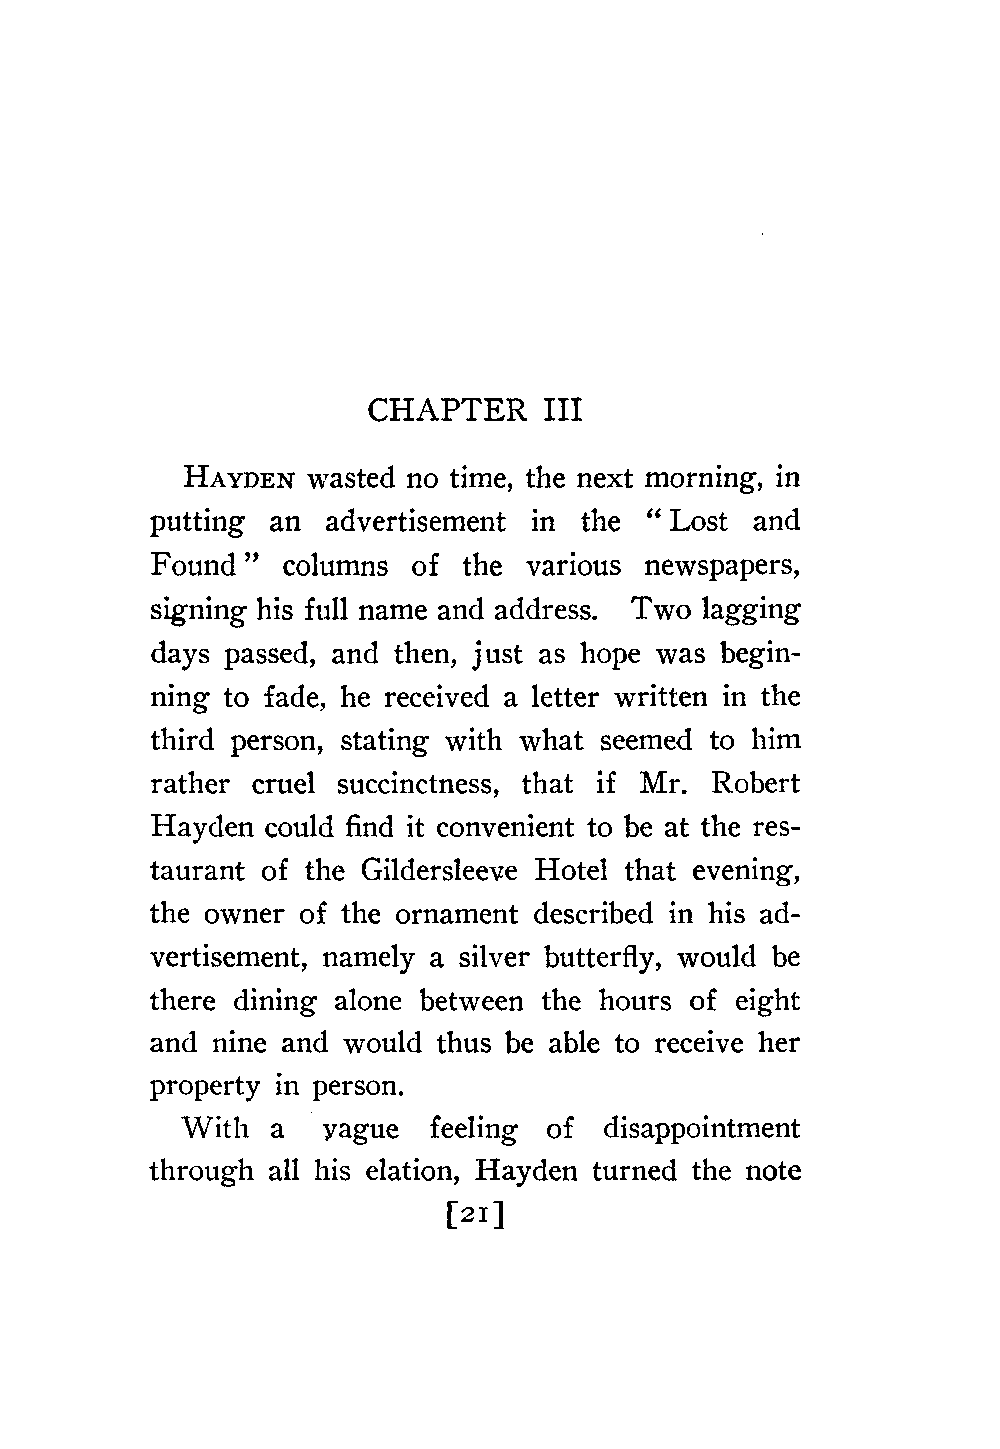 CHAPTER III
HAYDEN wasted no time, the next morning, in
putting an advertisement in the “Lost and
Found” columns of the various newspapers,
signing his full name and address. Two lagging
days passed, and then, just as hope was begin-
ning to fade, he received a letter written in the
third person, stating with what seemed to him
rather cruel succinctness, that if Mr. Robert
Hayden could find it convenient to be at the res-
taurant of the Gildersleeve Hotel that evening,
the owner of the ornament described in his ad-
vertisement, namely a silver butterfly, would be
there dining alone between the hours of eight
and nine and would thus be able to receive her
property in person.
With a vague feeling of disappointment
through all his elation, Hayden turned the note
[21]